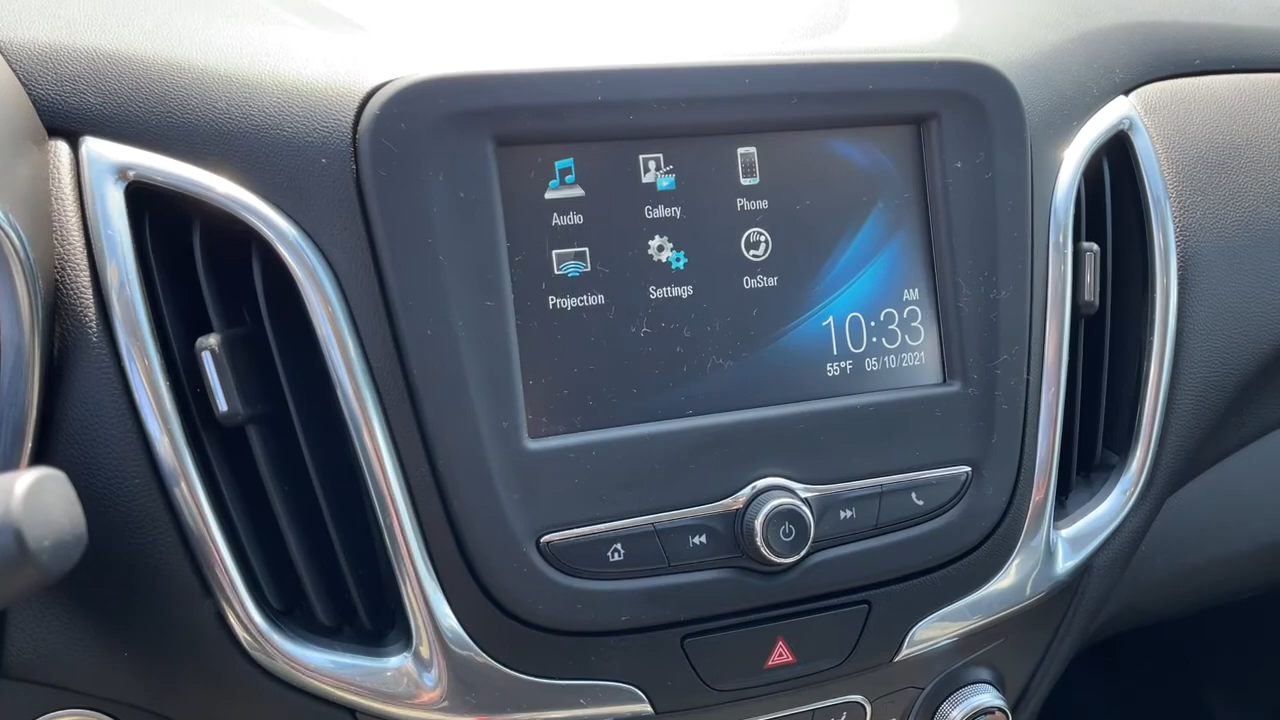 Audio
Gallery
Phone
Projection
Settings
OnStar
AM
10:33
55°F 05/10/2021